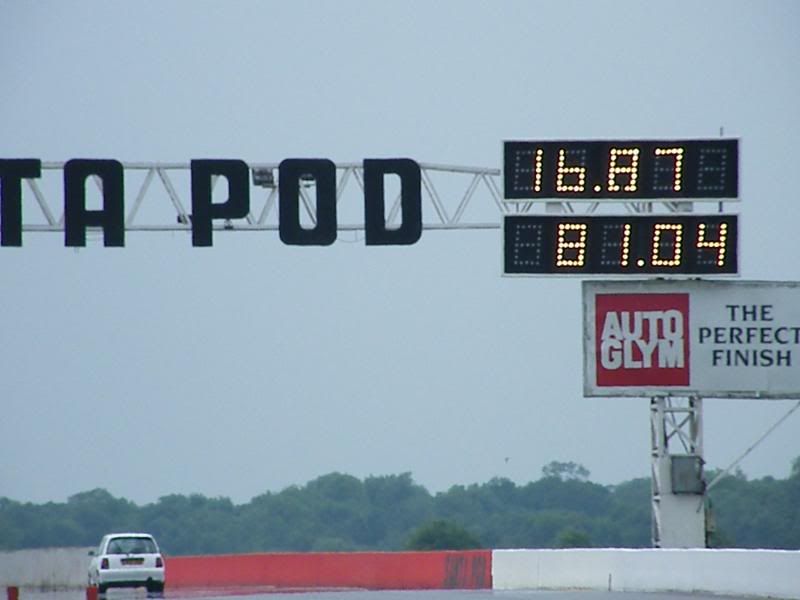 TA POD
16.87
81.04
AUTO
GLYM
THE
PERFECT
FINISH